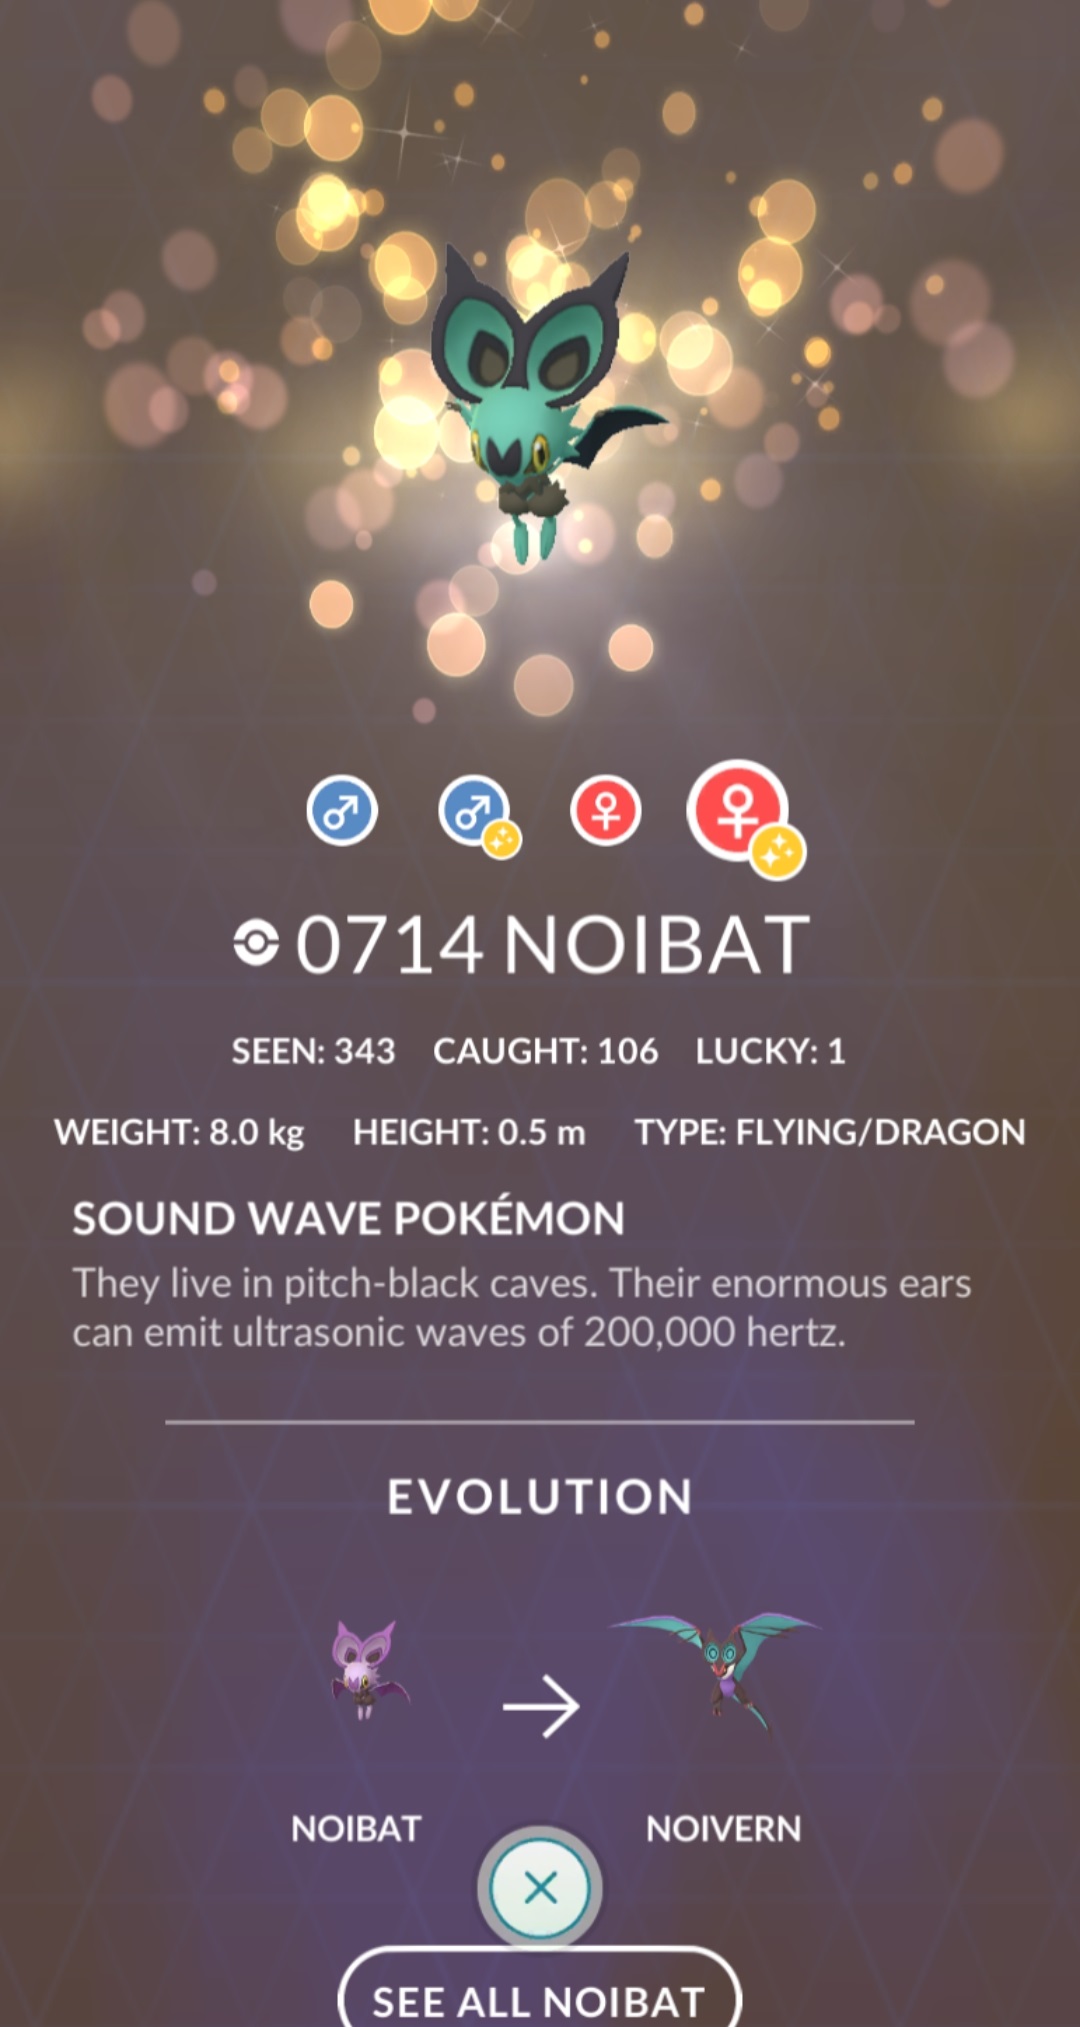 0714 NOIBAT
SEEN: 343 CAUGHT: 106 LUCKY: 1
WEIGHT: 8.0 kg HEIGHT: 0.5 m TYPE: FLYING/DRAGON
SOUND WAVE POKÉMON
They live in pitch-black caves. Their enormous ears
can emit ultrasonic waves of 200,000 hertz.
EVOLUTION
NOIBAT NOIVERN
SEE ALL NOIBAT